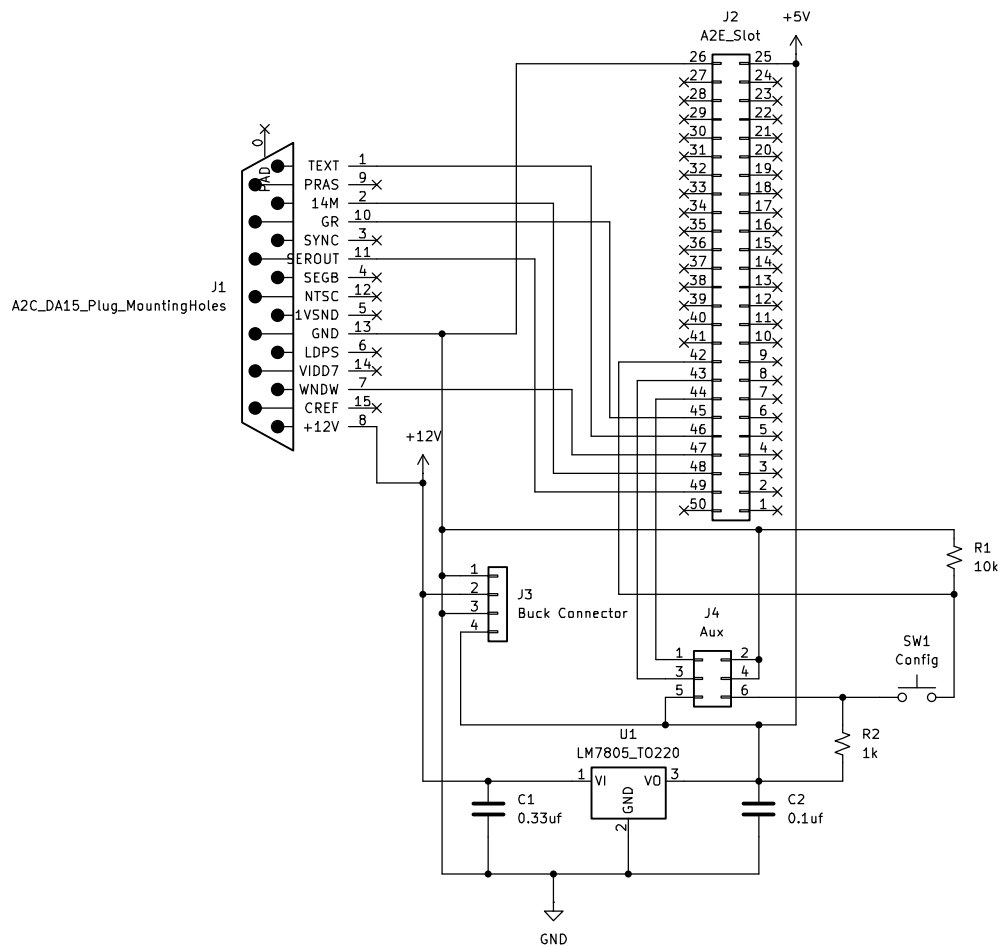 J2
A2E_Slot
+5V
26 25
27 24
28 23
29 22
30 21
31 20
32 19
33 18
34 17
35 16
36 15
37 14
38 13
39 12
40 11
41 10
42 9
43 8
44 7
45 6
46 5
47 4
48 3
49 2
50 1
0
PAD
TEXT 1
PRAS 9
14M 2
GR 10
SYNC 3
SEROUT 11
SEGB 4
NTSC 12
1VSND 5
GND 13
LDPS 6
VIDD7 14
WNDW 7
CREF 15
+12V 8
J1
A2C_DA15_Plug_MountingHoles
+12V
1
2
3
4
J3
Buck Connector
R1
10k
J4
Aux
1 2
3 4
5 6
SW1
Config
R2
1k
U1
LM7805_TO220
1 VI VO 3
GND
2
C1
0.33uf
C2
0.1uf
GND